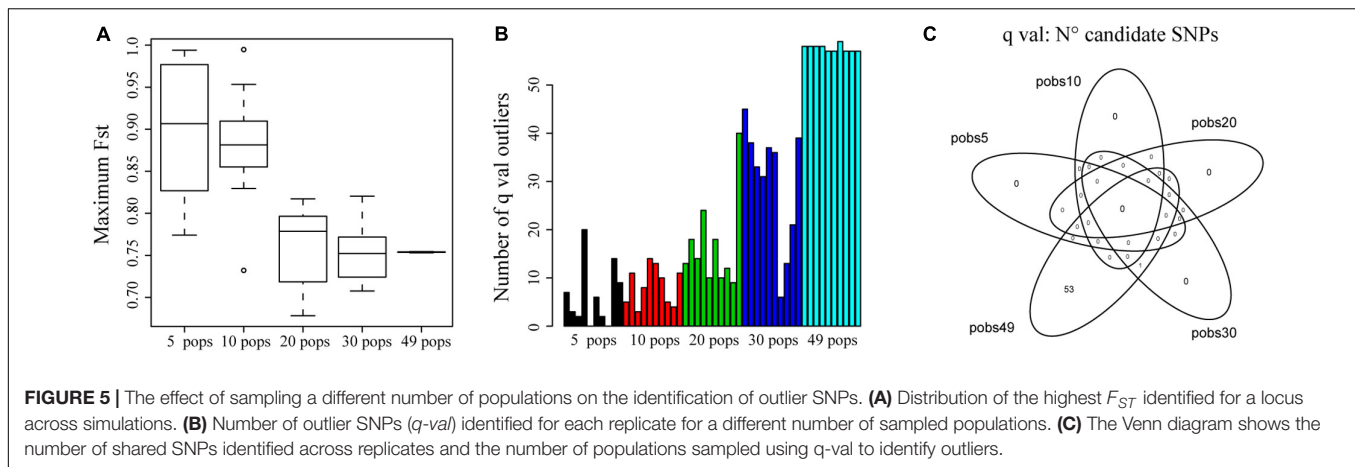 A
B
C
Maximum Fst
1.0
0.95
0.90
0.85
0.80
0.75
0.70
5 pops
10 pops
20 pops
30 pops
49 pops
Number of q val outliers
50
40
30
20
10
0
5 pops
10 pops
20 pops
30 pops
49 pops
q val: N° candidate SNPs
pobs10
pobs20
pobs5
pobs49
pobs30
0
0
0
0
0
53
1
FIGURE 5 | The effect of sampling a different number of populations on the identification of outlier SNPs. (A) Distribution of the highest FST identified for a locus
across simulations. (B) Number of outlier SNPs (q-val) identified for each replicate for a different number of sampled populations. (C) The Venn diagram shows the
number of shared SNPs identified across replicates and the number of populations sampled using q-val to identify outliers.